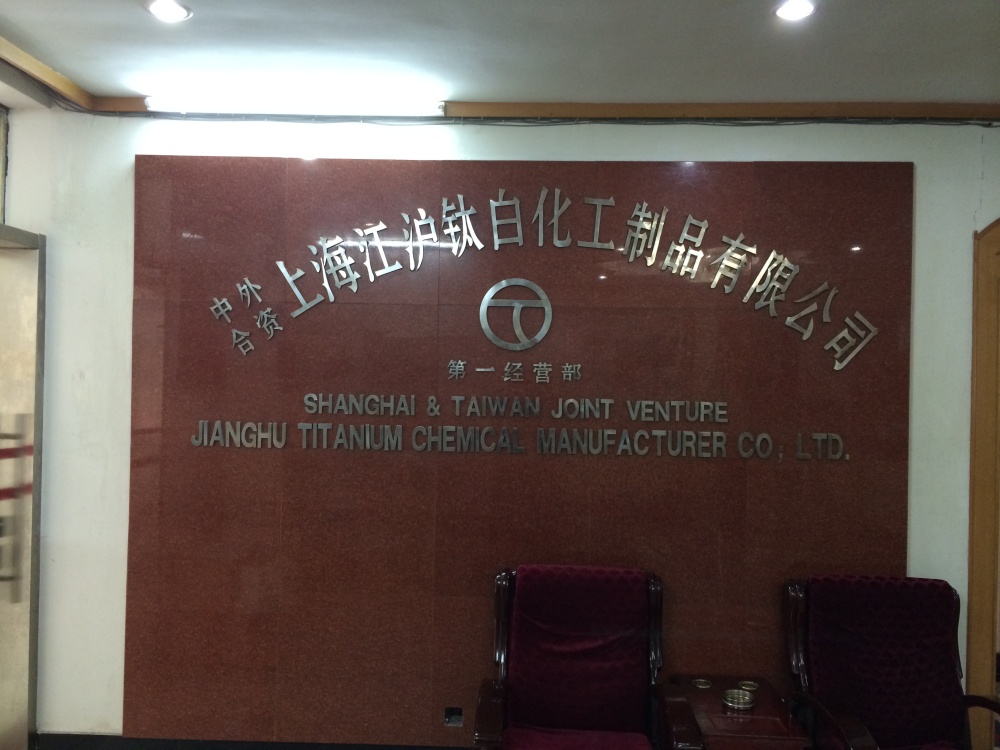 中外
合资
上海江沪钛白化工制品有限公司
第一经营部
SHANGHAI & TAIWAN JOINT VENTURE
JIANGHU TITANIUM CHEMICAL MANUFACTURER CO; LTD.